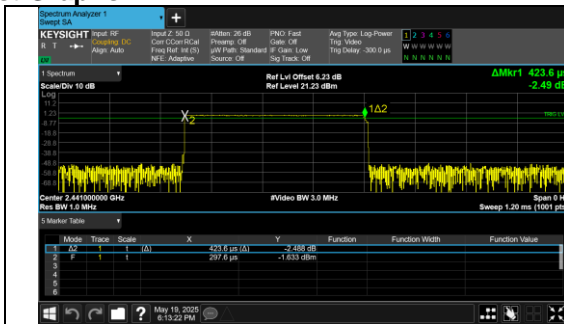 Spectrum Analyzer 1
Swept SA
+
KEYSIGHT Input: RF Input Z: 50 Ω #Atten: 26 dB PNO: Fast Avg Type: Log-Power 1 2 3 4 5 6
R T Coupling: DC Corr CCorr RCal Preamp: Off Gate: Off Trig: Video W W W W W W
Align: Auto Freq Ref: Int (S) µW Path: Standard IF Gain: Low Trig Delay: -300.0 µs N N N N N N
NFE: Adaptive Source: Off Sig Track: Off
1 Spectrum Ref Lvl Offset 6.23 dB ΔMkr1 423.6 µs
Scale/Div 10 dB Ref Level 21.23 dBm -2.49 dB
Log
11.2
1.23
-8.77
-18.8
-28.8
-38.8
-48.8
-58.8
-68.8
X2
1Δ2
TRIG LVL
Center 2.441000000 GHz #Video BW 3.0 MHz Span 0 H
Res BW 1.0 MHz Sweep 1.20 ms (1001 pts
5 Marker Table
Mode Trace Scale X Y Function Function Width Function Value
1 Δ2 1 t (Δ) 423.6 µs (Δ) -2.488 dB
2 F 1 t 297.6 µs -1.633 dBm
3
4
5
6
? May 19, 2025
6:13:22 PM